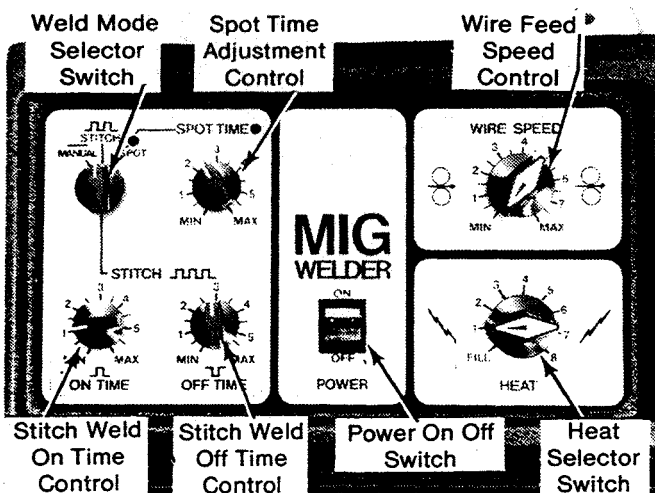 Weld Mode
Selector
Switch
Spot Time
Adjustment
Control
Wire Feed
Speed
Control
STITCH
MANUAL
SPOT
SPOT TIME
1 2 3 4 5
MIN MAX
WIRE SPEED
1 2 3 4 5 6 7
MIN MAX
MIG
WELDER
STITCH
ON
OFF
POWER
1 2 3 4 5
MIN MAX
ON TIME
1 2 3 4 5
MIN MAX
OFF TIME
1 2 3 4 5 6 7 8
FILL
HEAT
Stitch Weld
On Time
Control
Stitch Weld
Off Time
Control
Power On Off
Switch
Heat
Selector
Switch